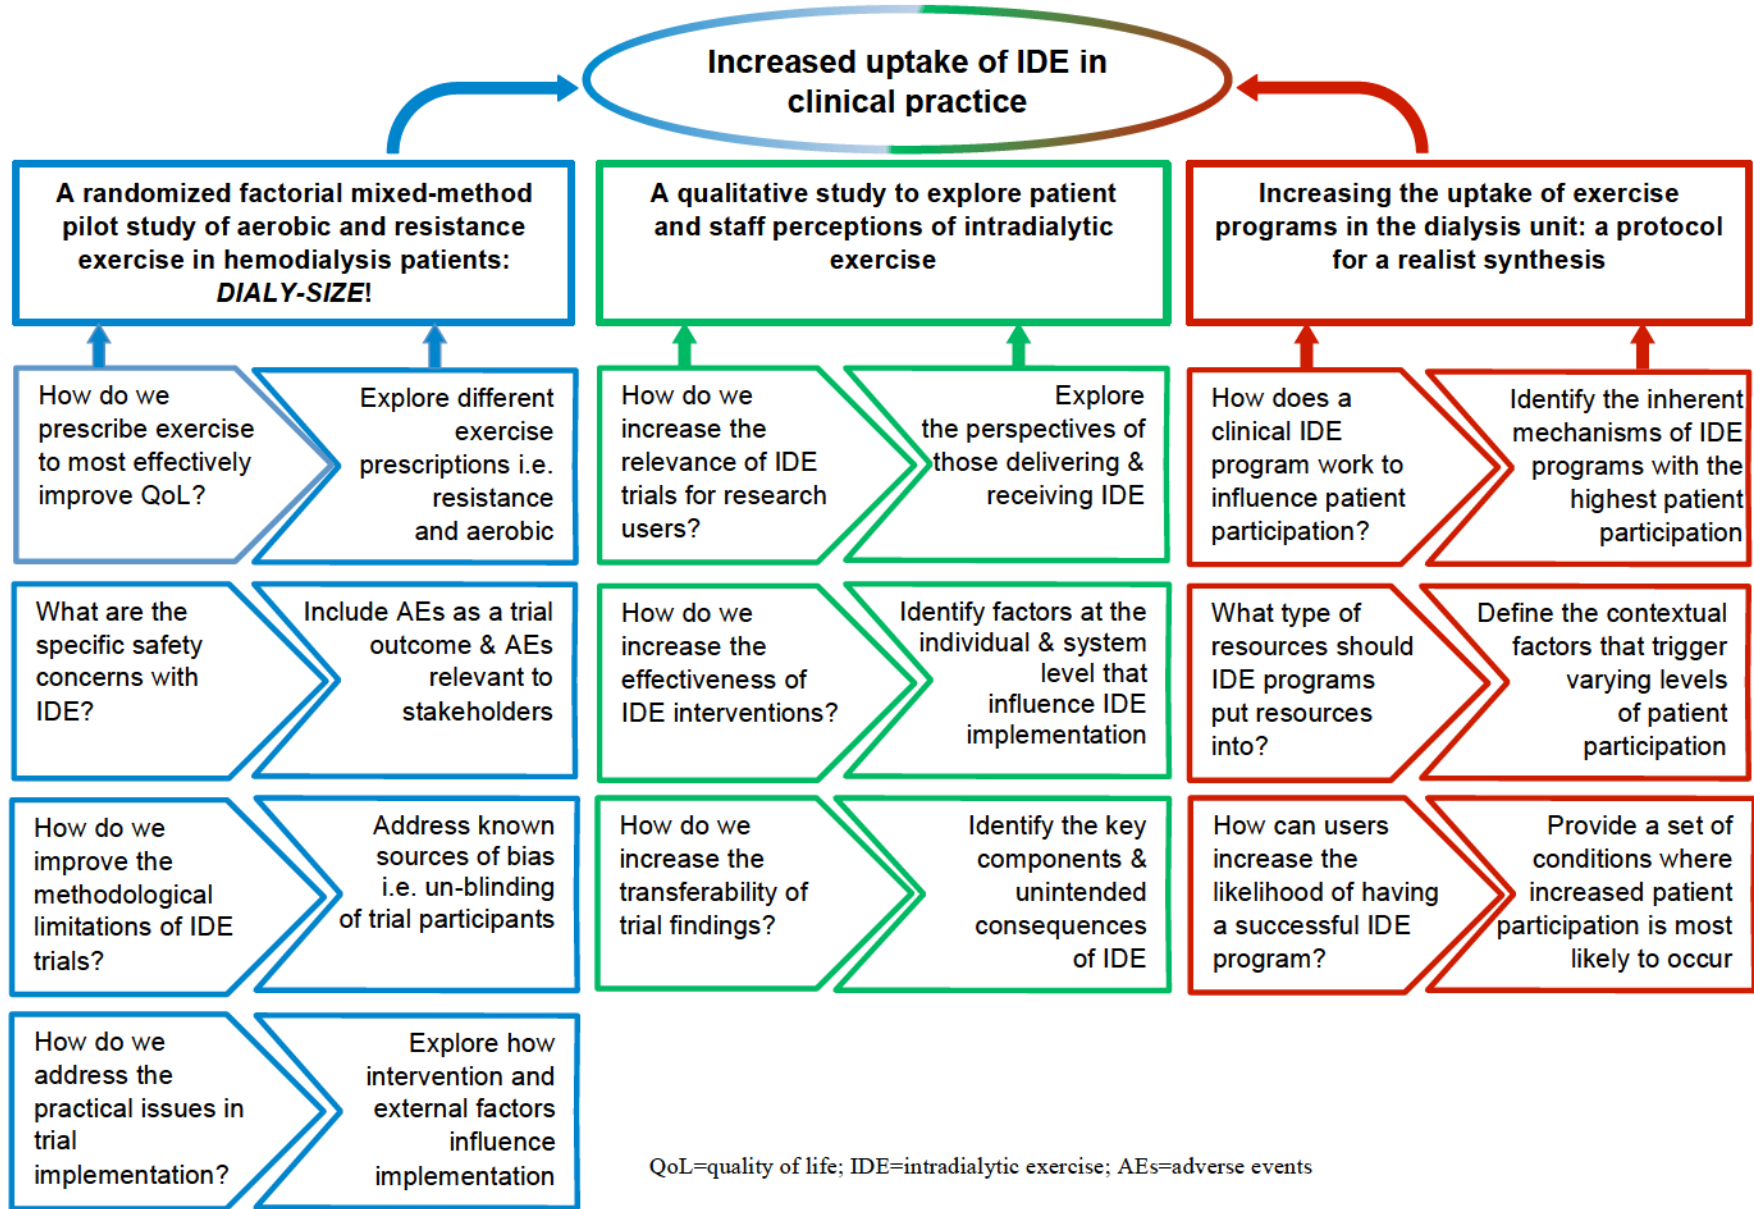 Increased uptake of IDE in
clinical practice
A randomized factorial mixed-method
pilot study of aerobic and resistance
exercise in hemodialysis patients:
DIALY-SIZE!
A qualitative study to explore patient
and staff perceptions of intradialytic
exercise
Increasing the uptake of exercise
programs in the dialysis unit: a protocol
for a realist synthesis
How do we
prescribe exercise
to most effectively
improve QoL?
Explore different
exercise
prescriptions i.e.
resistance
and aerobic
How do we
increase the
relevance of IDE
trials for research
users?
Explore
the perspectives of
those delivering &
receiving IDE
How does a
clinical IDE
program work to
influence patient
participation?
Identify the inherent
mechanisms of IDE
programs with the
highest patient
participation
What are the
specific safety
concerns with
IDE?
Include AEs as a trial
outcome & AEs
relevant to
stakeholders
How do we
increase the
effectiveness of
IDE interventions?
Identify factors at the
individual & system
level that
influence IDE
implementation
What type of
resources should
IDE programs
put resources
into?
Define the contextual
factors that trigger
varying levels
of patient
participation
How do we
improve the
methodological
limitations of IDE
trials?
Address known
sources of bias
i.e. un-blinding
of trial participants
How do we
increase the
transferability of
trial findings?
Identify the key
components &
unintended
consequences
of IDE
How can users
increase the
likelihood of having
a successful IDE
program?
Provide a set of
conditions where
increased patient
participation is most
likely to occur
How do we
address the
practical issues in
trial
implementation?
Explore how
intervention and
external factors
influence
implementation
QoL=quality of life; IDE=intradialytic exercise; AEs=adverse events